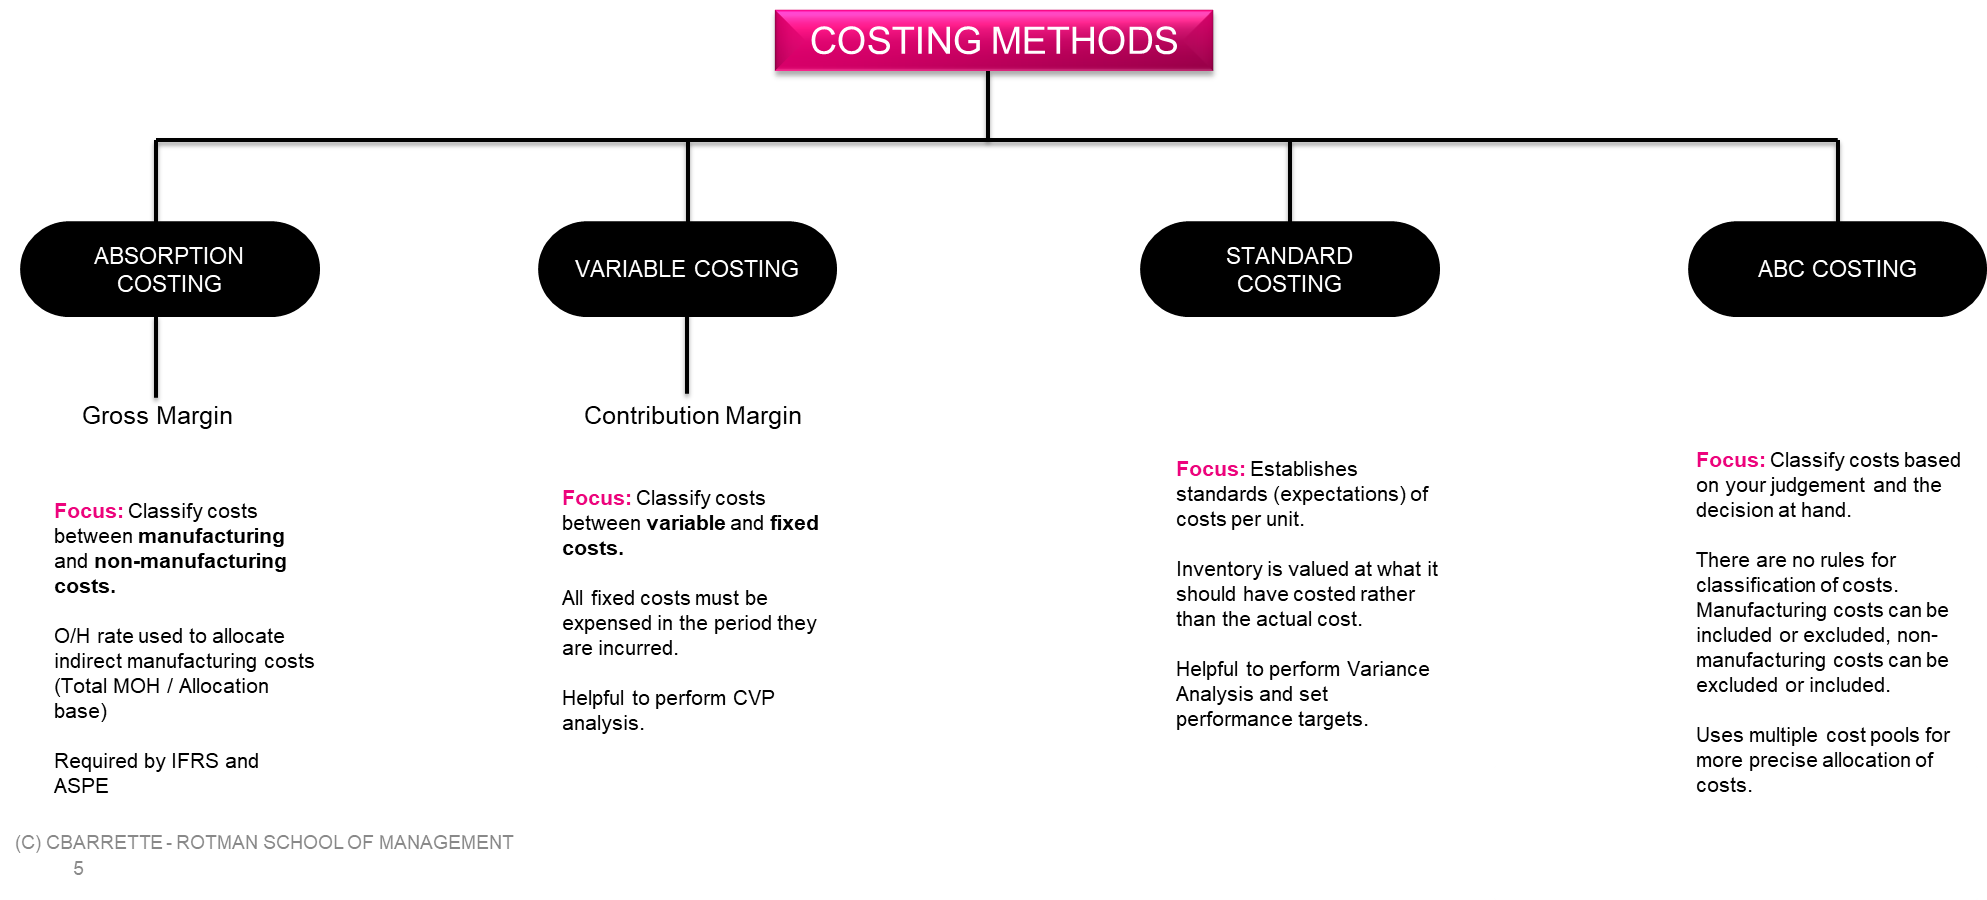 COSTING METHODS
ABSORPTION
COSTING
VARIABLE COSTING
STANDARD
COSTING
ABC COSTING
Gross Margin
Contribution Margin
Focus: Classify costs
between manufacturing
and non-manufacturing
costs.
O/H rate used to allocate
indirect manufacturing costs
(Total MOH / Allocation
base)
Required by IFRS and
ASPE
Focus: Classify costs
between variable and fixed
costs.
All fixed costs must be
expensed in the period they
are incurred.
Helpful to perform CVP
analysis.
Focus: Establishes
standards (expectations) of
costs per unit.
Inventory is valued at what it
should have costed rather
than the actual cost.
Helpful to perform Variance
Analysis and set
performance targets.
Focus: Classify costs based
on your judgement and the
decision at hand.
There are no rules for
classification of costs.
Manufacturing costs can be
included or excluded, non-
manufacturing costs can be
excluded or included.
Uses multiple cost pools for
more precise allocation of
costs.
(C) CBARRETTE - ROTMAN SCHOOL OF MANAGEMENT
5